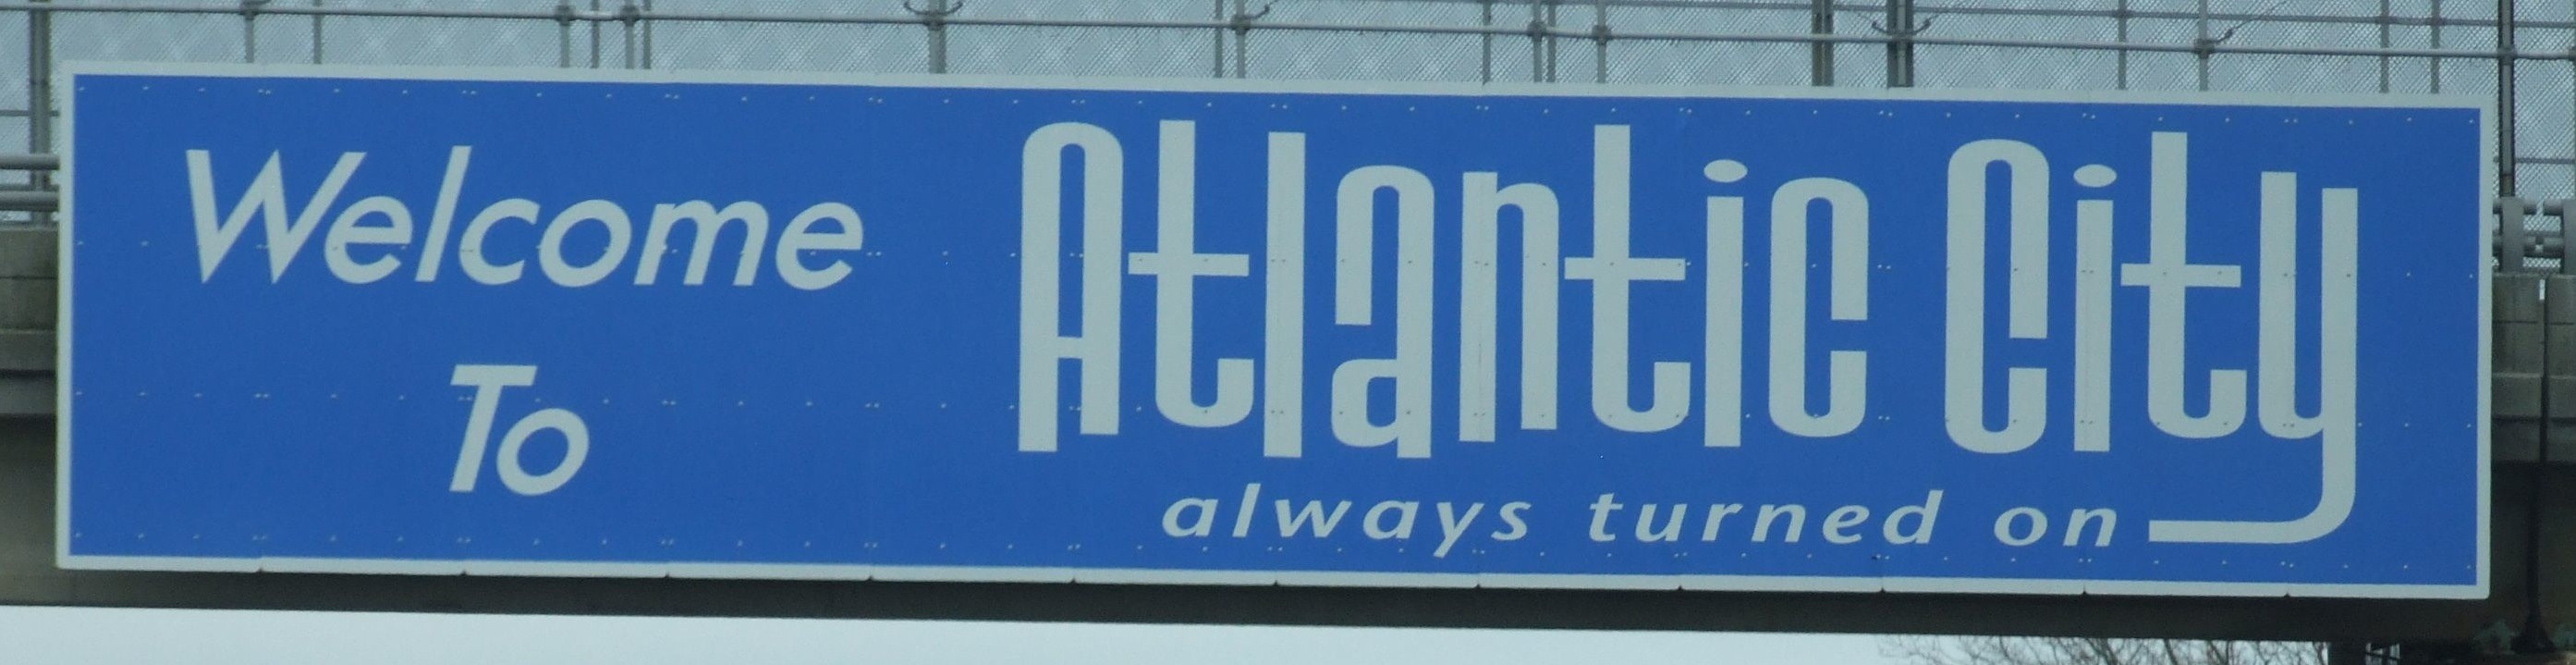 Welcome
To
Atlantic City
always turned on